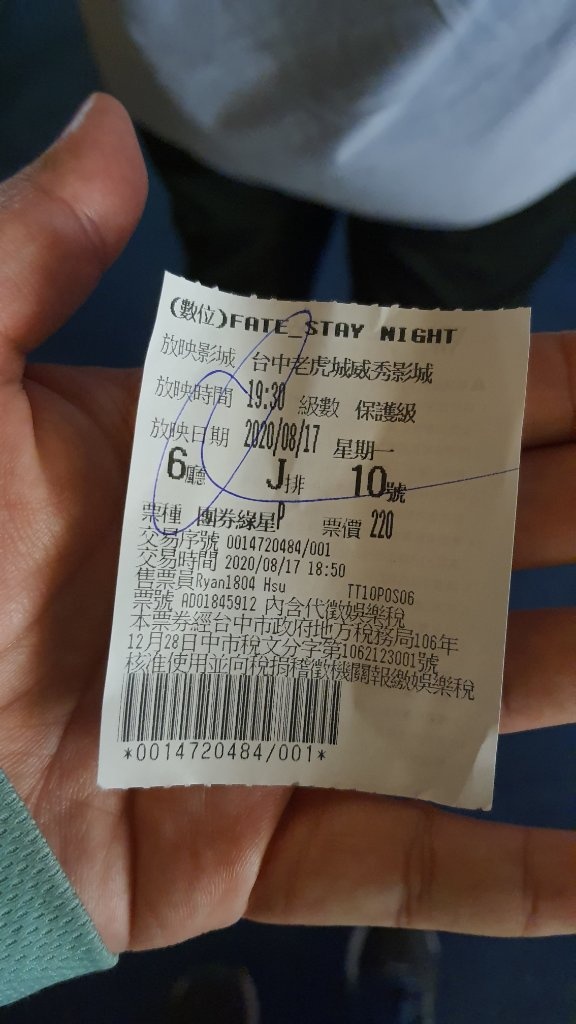 (數位)FATE_STAY NIGHT
放映影城 台中老虎城威秀影城
放映時間 19:30 級數 保護級
放映日期 2020/08/17 星期一
6廳 J排 10號
票種 團券綠星P 票價 220
交易序號 0014720484/001
交易時間 2020/08/17 18:50
售票員Ryan1804 Hsu TT10POS06
票號 AD01845912 內含代徵娛樂稅
本票券經台中市政府地方稅務局106年
12月28日中市稅文分字第1062123001號
核准使用並向稅捐稽徵機關報繳娛樂稅
*0014720484/001*